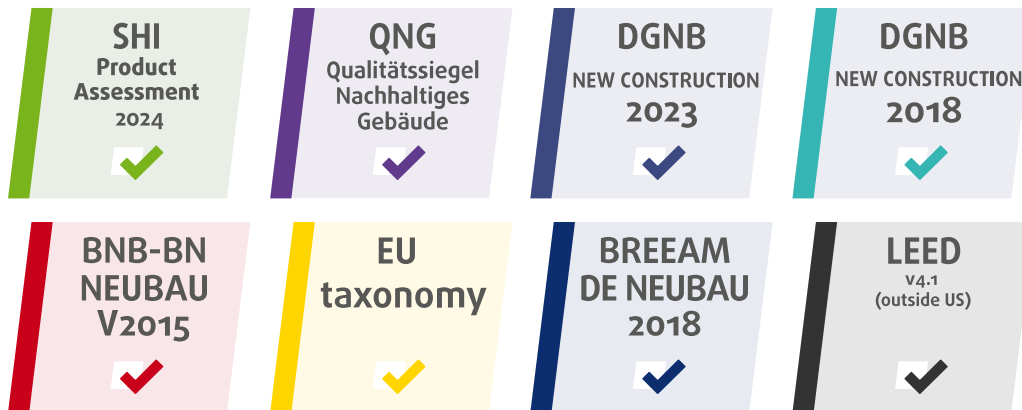 SHI
Product
Assessment
2024
QNG
Qualitätssiegel
Nachhaltiges
Gebäude
DGNB
NEW CONSTRUCTION
2023
DGNB
NEW CONSTRUCTION
2018
BNB-BN
NEUBAU
V2015
EU
taxonomy
BREEAM
DE NEUBAU
2018
LEED
v4.1
(outside US)